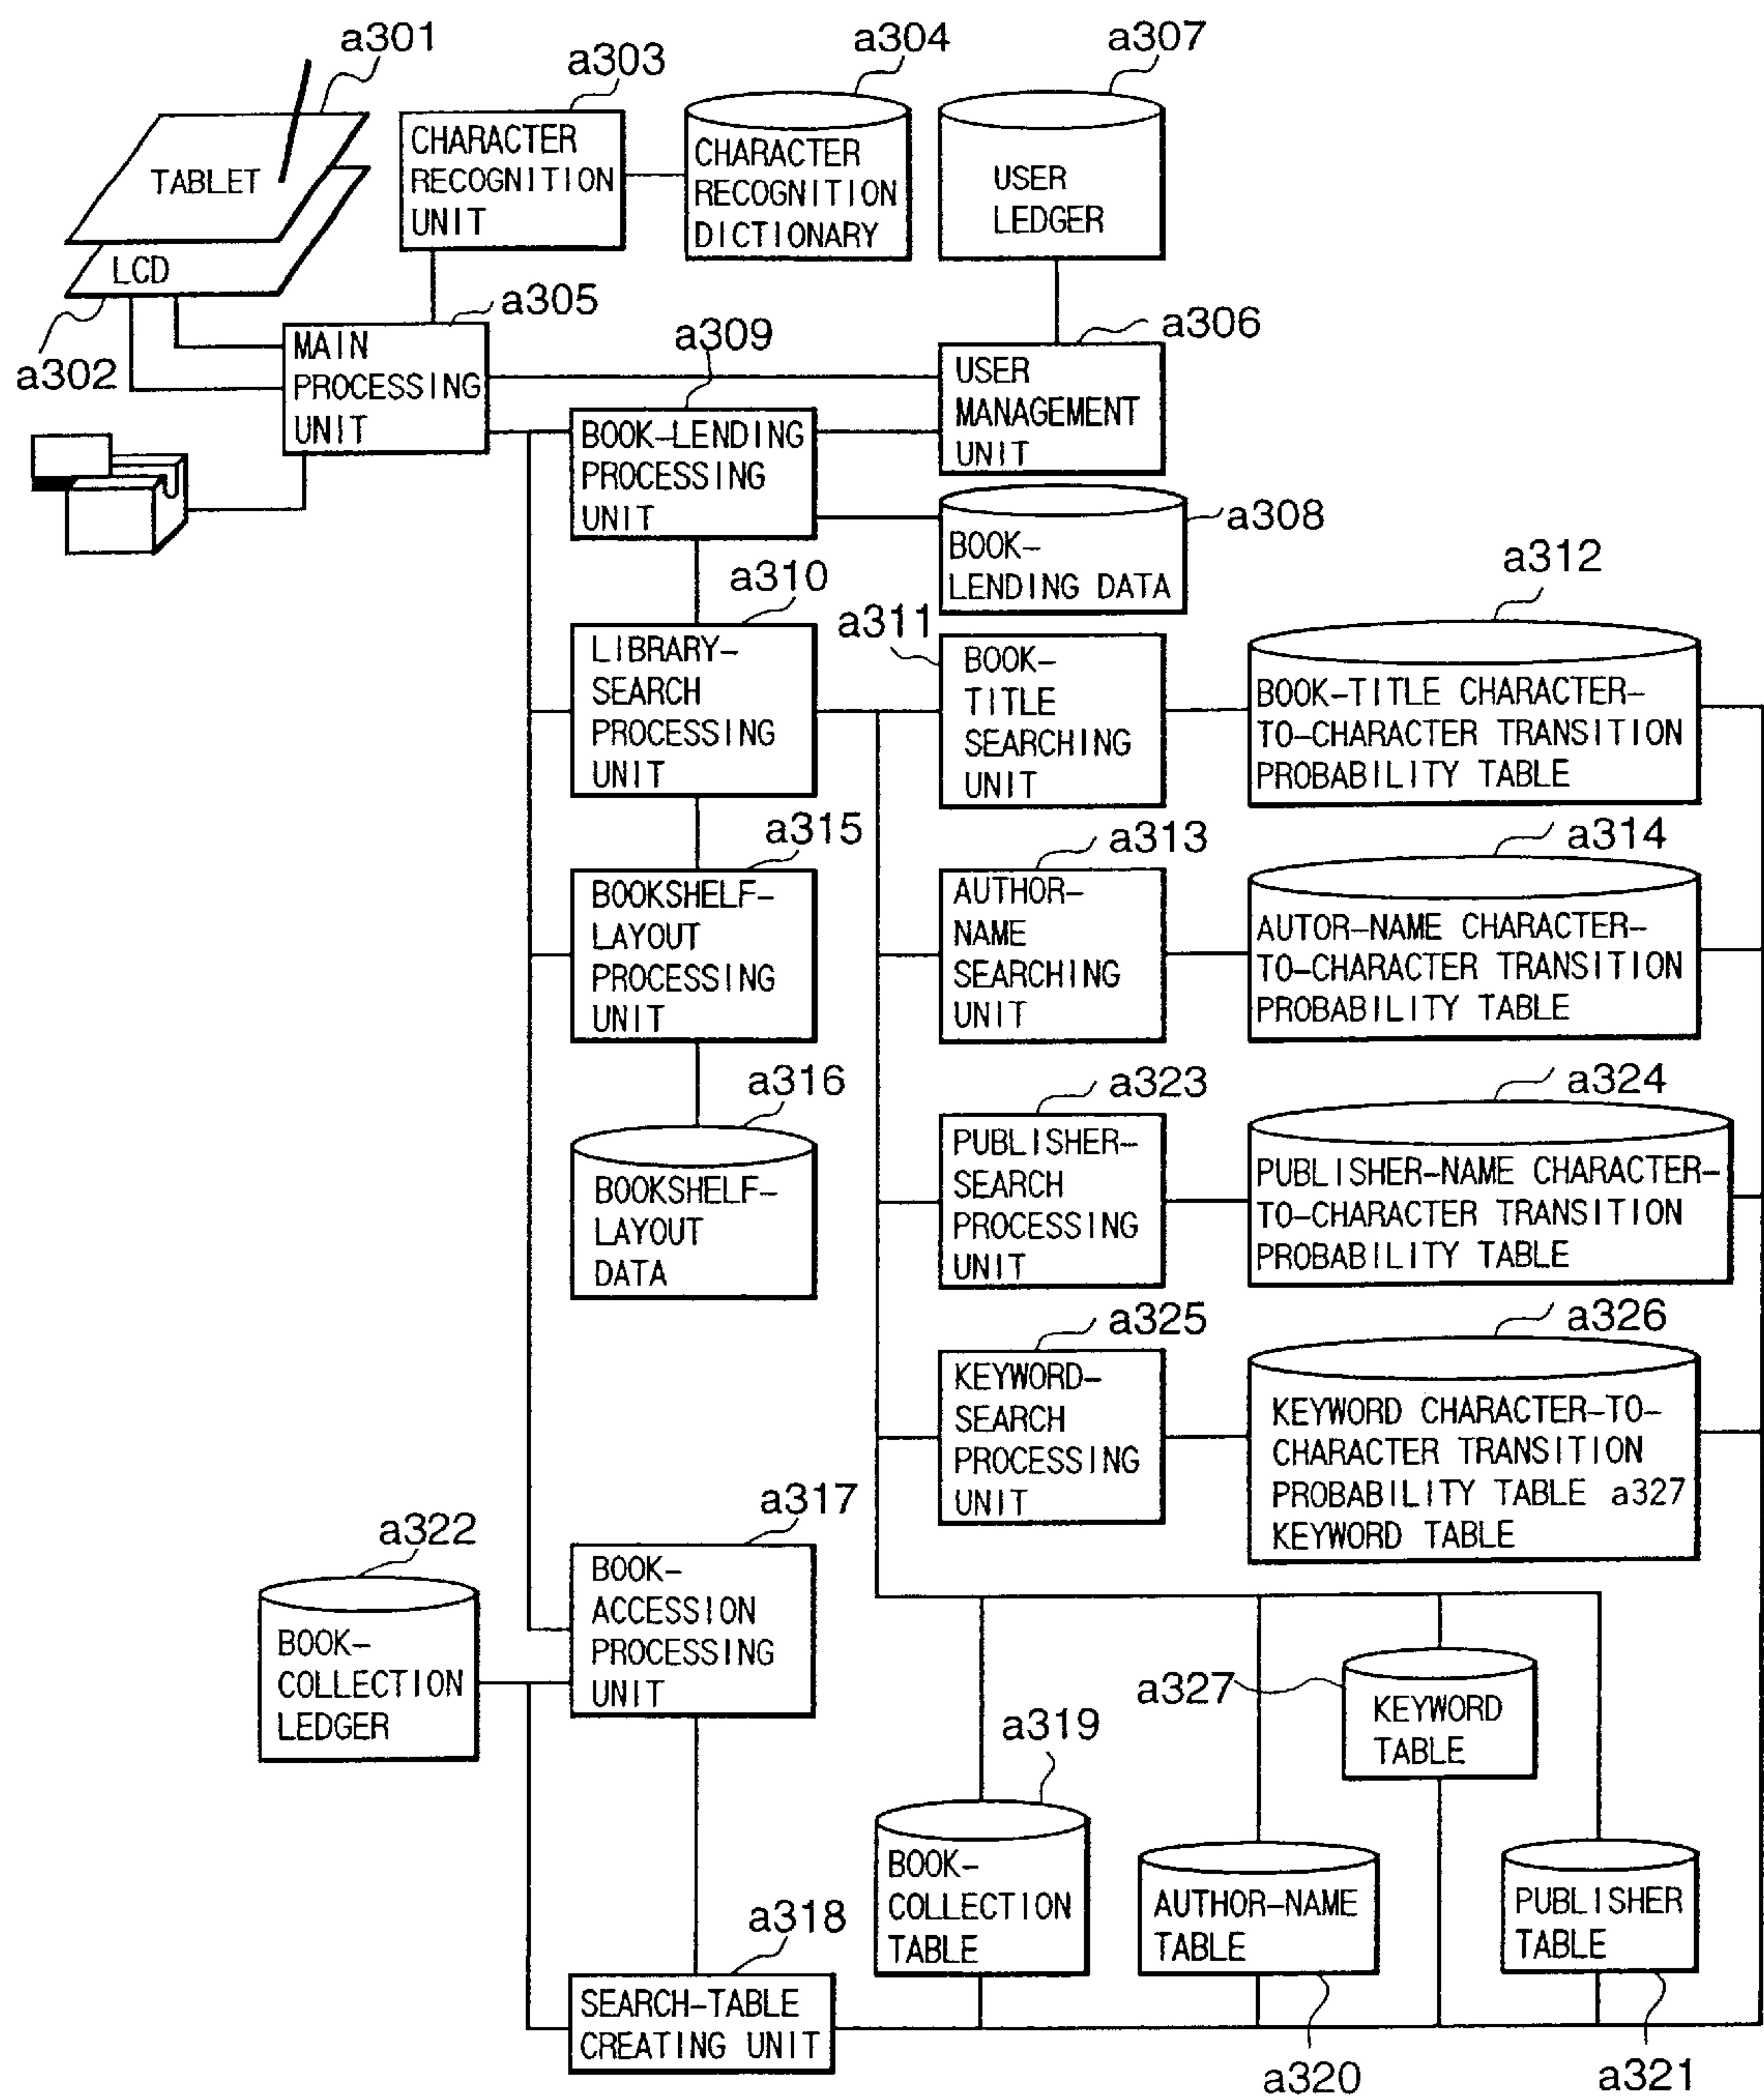 a301
TABLET
LCD
a302
a303
CHARACTER
RECOGNITION
UNIT
a304
CHARACTER
RECOGNITION
DICTIONARY
a307
USER
LEDGER
a305
MAIN
PROCESSING
UNIT
a309
BOOK-LENDING
PROCESSING
UNIT
a306
USER
MANAGEMENT
UNIT
a308
BOOK-
LENDING DATA
a310
LIBRARY-
SEARCH
PROCESSING
UNIT
a311
BOOK-
TITLE
SEARCHING
UNIT
a312
BOOK-TITLE CHARACTER-
TO-CHARACTER TRANSITION
PROBABILITY TABLE
a315
BOOKSHELF-
LAYOUT
PROCESSING
UNIT
a313
AUTHOR-
NAME
SEARCHING
UNIT
a314
AUTOR-NAME CHARACTER-
TO-CHARACTER TRANSITION
PROBABILITY TABLE
a316
BOOKSHELF-
LAYOUT
DATA
a323
PUBLISHER-
SEARCH
PROCESSING
UNIT
a324
PUBLISHER-NAME CHARACTER-
TO-CHARACTER TRANSITION
PROBABILITY TABLE
a325
KEYWORD-
SEARCH
PROCESSING
UNIT
a326
KEYWORD CHARACTER-TO-
CHARACTER TRANSITION
PROBABILITY TABLE a327
KEYWORD TABLE
a322
BOOK-
COLLECTION
LEDGER
a317
BOOK-
ACCESSION
PROCESSING
UNIT
a327
KEYWORD
TABLE
a319
BOOK-
COLLECTION
TABLE
AUTHOR-NAME
TABLE
a320
PUBLISHER
TABLE
a321
a318
SEARCH-TABLE
CREATING UNIT